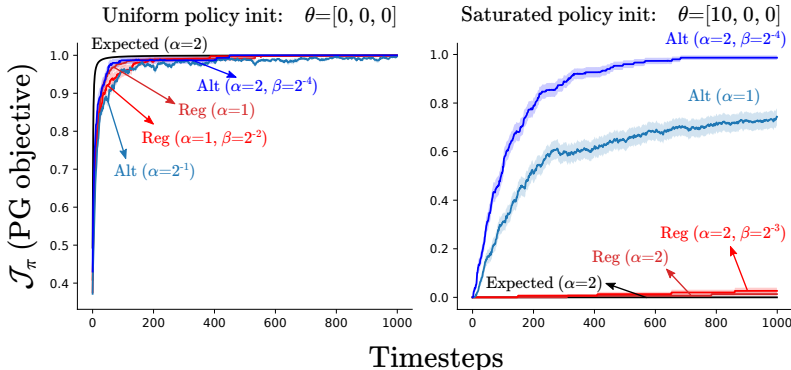 Uniform policy init: θ=[0, 0, 0]
Saturated policy init: θ=[10, 0, 0]
𝒥π (PG objective)
1.0
0.9
0.8
0.7
0.6
0.5
0.4
Expected (α=2)
Alt (α=2, β=2⁻⁴)
Reg (α=1)
Reg (α=1, β=2⁻²)
Alt (α=2⁻¹)
0 200 400 600 800 1000
1.0
0.8
0.6
0.4
0.2
0.0
Alt (α=2, β=2⁻⁴)
Alt (α=1)
Reg (α=2, β=2⁻³)
Reg (α=2)
Expected (α=2)
0 200 400 600 800 1000
Timesteps